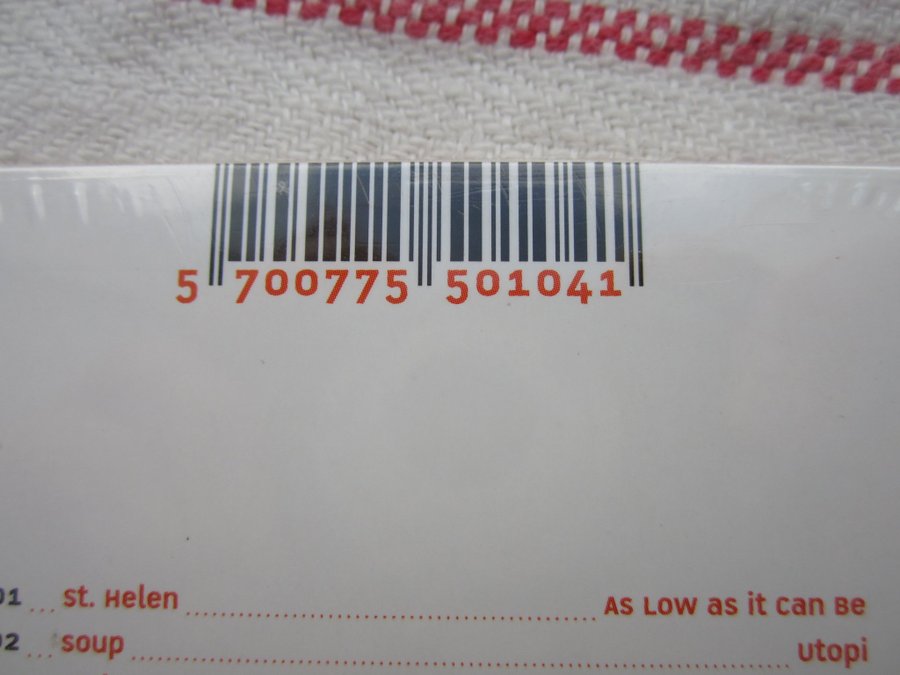 5 700775 501041
01 ... St. Helen ........ As Low as it can Be
02 ... soup ........ utopi